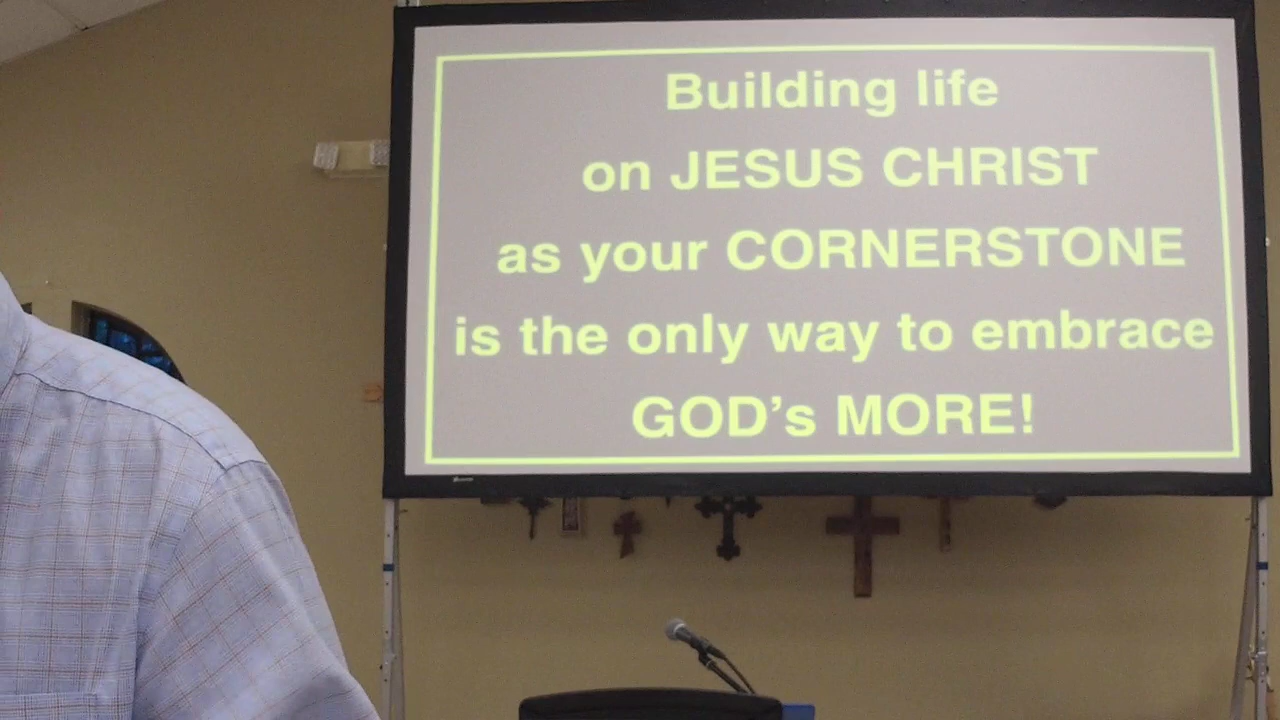 Building life
on JESUS CHRIST
as your CORNERSTONE
is the only way to embrace
GOD's MORE!